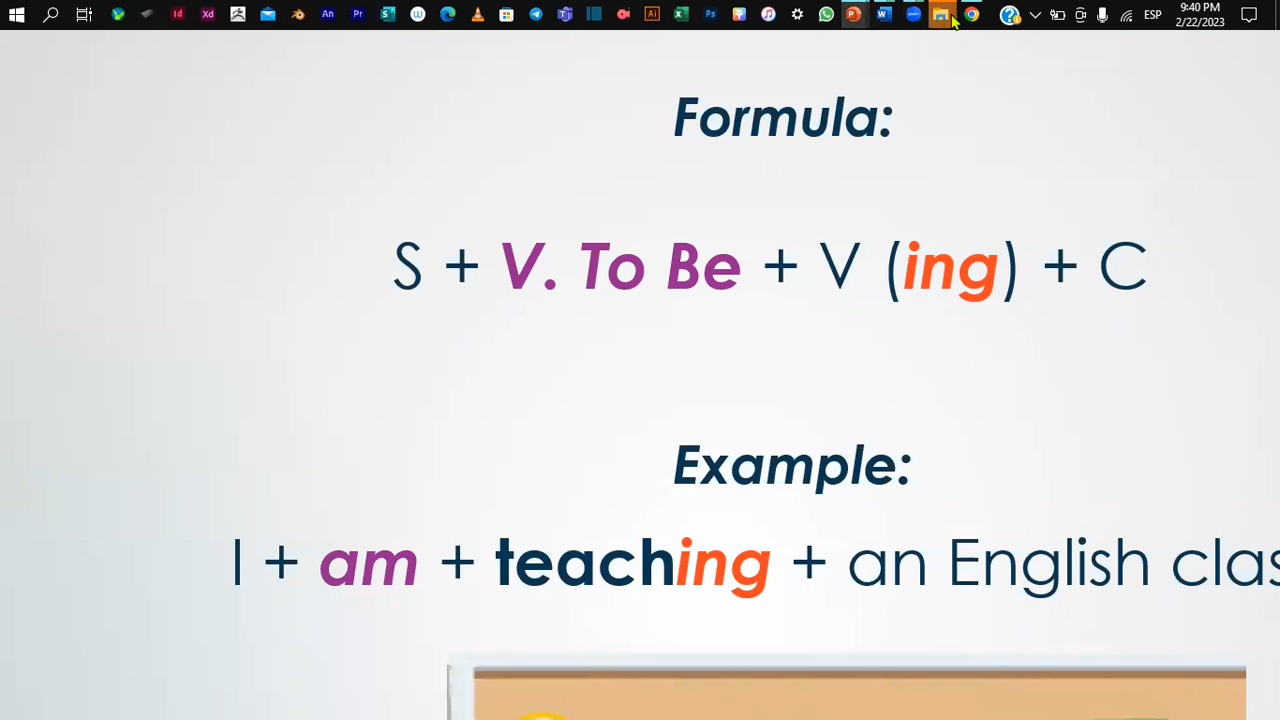 ESP
9:40 PM
2/22/2023
Formula:
S + V. To Be + V (ing) + C
Example:
I + am + teaching + an English clas